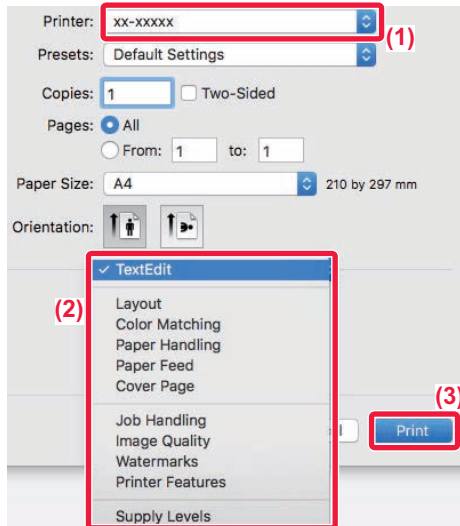 Printer: xx-xxxxx
(1)
Presets: Default Settings
Copies: 1 Two-Sided
Pages: All
From: 1 to: 1
Paper Size: A4 210 by 297 mm
Orientation:
✓ TextEdit
(2)
Layout
Color Matching
Paper Handling
Paper Feed
Cover Page
(3)
Job Handling
Print
Image Quality
Watermarks
Printer Features
Supply Levels